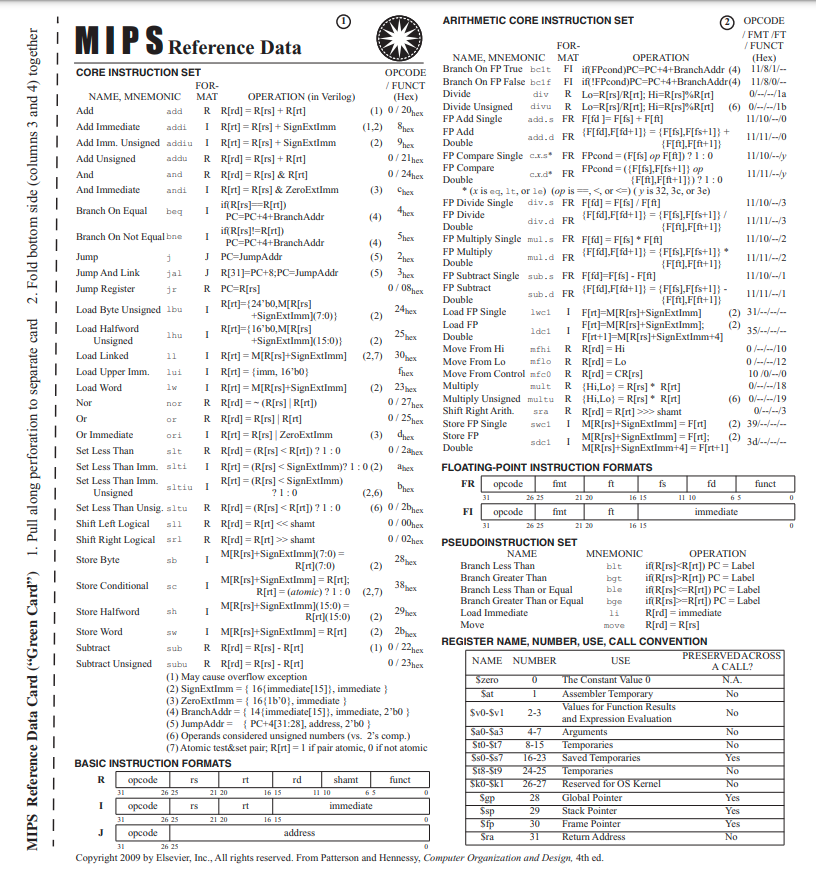 MIPS Reference Data Card (“Green Card”) 1. Pull along perforation to separate card 2. Fold bottom side (columns 3 and 4) together
MIPS Reference Data
1
CORE INSTRUCTION SET
NAME, MNEMONIC FOR-MAT OPERATION (in Verilog) OPCODE / FUNCT (Hex)
Add add R R[rd] = R[rs] + R[rt] (1) 0 / 20hex
Add Immediate addi I R[rt] = R[rs] + SignExtImm (1,2) 8hex
Add Imm. Unsigned addiu I R[rt] = R[rs] + SignExtImm (2) 9hex
Add Unsigned addu R R[rd] = R[rs] + R[rt] 0 / 21hex
And and R R[rd] = R[rs] & R[rt] 0 / 24hex
And Immediate andi I R[rt] = R[rs] & ZeroExtImm (3) chex
Branch On Equal beq I if(R[rs]==R[rt])
PC=PC+4+BranchAddr (4) 4hex
Branch On Not Equal bne I if(R[rs]!=R[rt])
PC=PC+4+BranchAddr (4) 5hex
Jump j J PC=JumpAddr (5) 2hex
Jump And Link jal J R[31]=PC+8;PC=JumpAddr (5) 3hex
Jump Register jr R PC=R[rs] 0 / 08hex
Load Byte Unsigned lbu I R[rt]={24’b0,M[R[rs]
+SignExtImm](7:0)} (2) 24hex
Load Halfword
Unsigned lhu I R[rt]={16’b0,M[R[rs]
+SignExtImm](15:0)} (2) 25hex
Load Linked ll I R[rt] = M[R[rs]+SignExtImm] (2,7) 30hex
Load Upper Imm. lui I R[rt] = {imm, 16’b0} fhex
Load Word lw I R[rt] = M[R[rs]+SignExtImm] (2) 23hex
Nor nor R R[rd] = ~ (R[rs] | R[rt]) 0 / 27hex
Or or R R[rd] = R[rs] | R[rt] 0 / 25hex
Or Immediate ori I R[rt] = R[rs] | ZeroExtImm (3) dhex
Set Less Than slt R R[rd] = (R[rs] < R[rt]) ? 1 : 0 0 / 2ahex
Set Less Than Imm. slti I R[rt] = (R[rs] < SignExtImm)? 1 : 0 (2) ahex
Set Less Than Imm.
Unsigned sltiu I R[rt] = (R[rs] < SignExtImm)
? 1 : 0 (2,6) bhex
Set Less Than Unsig. sltu R R[rd] = (R[rs] < R[rt]) ? 1 : 0 (6) 0 / 2bhex
Shift Left Logical sll R R[rd] = R[rt] << shamt 0 / 00hex
Shift Right Logical srl R R[rd] = R[rt] >> shamt 0 / 02hex
Store Byte sb I M[R[rs]+SignExtImm](7:0) =
R[rt](7:0) (2) 28hex
Store Conditional sc I M[R[rs]+SignExtImm] = R[rt];
R[rt] = (atomic) ? 1 : 0 (2,7) 38hex
Store Halfword sh I M[R[rs]+SignExtImm](15:0) =
R[rt](15:0) (2) 29hex
Store Word sw I M[R[rs]+SignExtImm] = R[rt] (2) 2bhex
Subtract sub R R[rd] = R[rs] - R[rt] (1) 0 / 22hex
Subtract Unsigned subu R R[rd] = R[rs] - R[rt] 0 / 23hex
(1) May cause overflow exception
(2) SignExtImm = { 16{immediate[15]}, immediate }
(3) ZeroExtImm = { 16{1b’0}, immediate }
(4) BranchAddr = { 14{immediate[15]}, immediate, 2’b0 }
(5) JumpAddr = { PC+4[31:28], address, 2’b0 }
(6) Operands considered unsigned numbers (vs. 2’s comp.)
(7) Atomic test&set pair; R[rt] = 1 if pair atomic, 0 if not atomic
BASIC INSTRUCTION FORMATS
R opcode rs rt rd shamt funct
31 26 25 21 20 16 15 11 10 6 5 0
I opcode rs rt immediate
31 26 25 21 20 16 15 0
J opcode address
31 26 25 0
ARITHMETIC CORE INSTRUCTION SET
2
NAME, MNEMONIC FOR-MAT OPERATION OPCODE / FMT /FT / FUNCT (Hex)
Branch On FP True bc1t FI if(FPcond)PC=PC+4+BranchAddr (4) 11/8/1/--
Branch On FP False bc1f FI if(!FPcond)PC=PC+4+BranchAddr(4) 11/8/0/--
Divide div R Lo=R[rs]/R[rt]; Hi=R[rs]%R[rt] 0/--/--/1a
Divide Unsigned divu R Lo=R[rs]/R[rt]; Hi=R[rs]%R[rt] (6) 0/--/--/1b
FP Add Single add.s FR F[fd ]= F[fs] + F[ft] 11/10/--/0
FP Add
Double add.d FR {F[fd],F[fd+1]} = {F[fs],F[fs+1]} +
{F[ft],F[ft+1]} 11/11/--/0
FP Compare Single c.x.s* FR FPcond = (F[fs] op F[ft]) ? 1 : 0 11/10/--/y
FP Compare
Double c.x.d* FR FPcond = ({F[fs],F[fs+1]} op
{F[ft],F[ft+1]}) ? 1 : 0 11/11/--/y
* (x is eq, lt, or le) (op is ==, <, or <=) ( y is 32, 3c, or 3e)
FP Divide Single div.s FR F[fd] = F[fs] / F[ft] 11/10/--/3
FP Divide
Double div.d FR {F[fd],F[fd+1]} = {F[fs],F[fs+1]} /
{F[ft],F[ft+1]} 11/11/--/3
FP Multiply Single mul.s FR F[fd] = F[fs] * F[ft] 11/10/--/2
FP Multiply
Double mul.d FR {F[fd],F[fd+1]} = {F[fs],F[fs+1]} *
{F[ft],F[ft+1]} 11/11/--/2
FP Subtract Single sub.s FR F[fd]=F[fs] - F[ft] 11/10/--/1
FP Subtract
Double sub.d FR {F[fd],F[fd+1]} = {F[fs],F[fs+1]} -
{F[ft],F[ft+1]} 11/11/--/1
Load FP Single lwc1 I F[rt]=M[R[rs]+SignExtImm] (2) 31/--/--/--
Load FP
Double ldc1 I F[rt]=M[R[rs]+SignExtImm]; (2)
F[rt+1]=M[R[rs]+SignExtImm+4] 35/--/--/--
Move From Hi mfhi R R[rd] = Hi 0 /--/--/10
Move From Lo mflo R R[rd] = Lo 0 /--/--/12
Move From Control mfc0 R R[rd] = CR[rs] 10 /0/--/0
Multiply mult R {Hi,Lo} = R[rs] * R[rt] 0/--/--/18
Multiply Unsigned multu R {Hi,Lo} = R[rs] * R[rt] (6) 0/--/--/19
Shift Right Arith. sra R R[rd] = R[rt] >>> shamt 0/--/--/3
Store FP Single swc1 I M[R[rs]+SignExtImm] = F[rt] (2) 39/--/--/--
Store FP
Double sdc1 I M[R[rs]+SignExtImm] = F[rt]; (2)
M[R[rs]+SignExtImm+4] = F[rt+1] 3d/--/--/--
FLOATING-POINT INSTRUCTION FORMATS
FR opcode fmt ft fs fd funct
31 26 25 21 20 16 15 11 10 6 5 0
FI opcode fmt ft immediate
31 26 25 21 20 16 15 0
PSEUDOINSTRUCTION SET
NAME MNEMONIC OPERATION
Branch Less Than blt if(R[rs]<R[rt]) PC = Label
Branch Greater Than bgt if(R[rs]>R[rt]) PC = Label
Branch Less Than or Equal ble if(R[rs]<=R[rt]) PC = Label
Branch Greater Than or Equal bge if(R[rs]>=R[rt]) PC = Label
Load Immediate li R[rd] = immediate
Move move R[rd] = R[rs]
REGISTER NAME, NUMBER, USE, CALL CONVENTION
NAME NUMBER USE PRESERVEDACROSS A CALL?
$zero 0 The Constant Value 0 N.A.
$at 1 Assembler Temporary No
$v0-$v1 2-3 Values for Function Results
and Expression Evaluation No
$a0-$a3 4-7 Arguments No
$t0-$t7 8-15 Temporaries No
$s0-$s7 16-23 Saved Temporaries Yes
$t8-$t9 24-25 Temporaries No
$k0-$k1 26-27 Reserved for OS Kernel No
$gp 28 Global Pointer Yes
$sp 29 Stack Pointer Yes
$fp 30 Frame Pointer Yes
$ra 31 Return Address No
Copyright 2009 by Elsevier, Inc., All rights reserved. From Patterson and Hennessy, Computer Organization and Design, 4th ed.